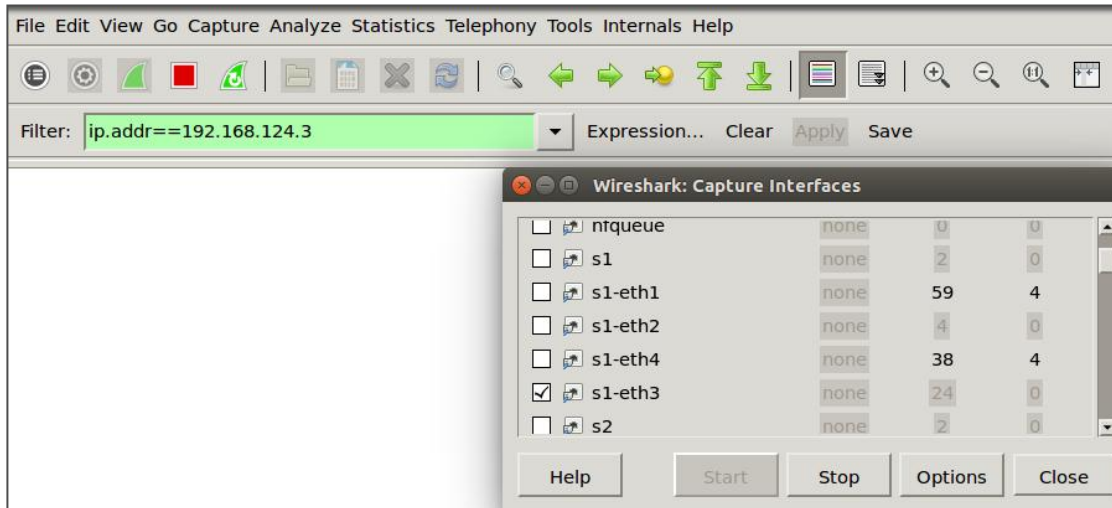 File Edit View Go Capture Analyze Statistics Telephony Tools Internals Help
1:1
Filter: ip.addr==192.168.124.3 Expression... Clear Apply Save
Wireshark: Capture Interfaces
nfqueue none 0 0
s1 none 2 0
s1-eth1 none 59 4
s1-eth2 none 4 0
s1-eth4 none 38 4
s1-eth3 none 24 0
s2 none 2 0
Help Start Stop Options Close